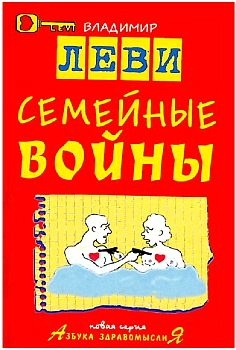 LEVI
ВЛАДИМИР
ЛЕВИ
СЕМЕЙНЫЕ
ВОЙНЫ
новая серия
АЗБУКА ЗДРАВОМЫСЛИЯ